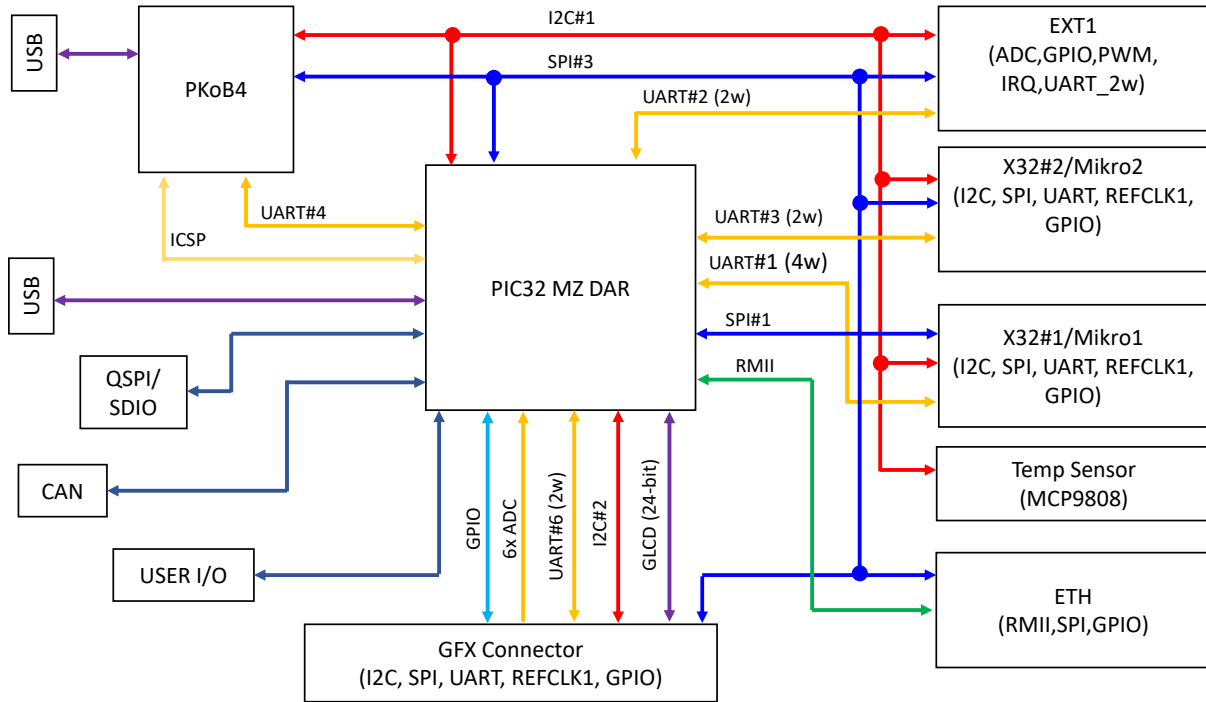 I2C#1
EXT1
(ADC,GPIO,PWM,
IRQ,UART_2w)
USB
PKoB4
SPI#3
UART#2 (2w)
X32#2/Mikro2
(I2C, SPI, UART, REFCLK1,
GPIO)
UART#4
ICSP
UART#3 (2w)
UART#1 (4w)
USB
PIC32 MZ DAR
SPI#1
X32#1/Mikro1
(I2C, SPI, UART, REFCLK1,
GPIO)
RMII
QSPI/
SDIO
CAN
Temp Sensor
(MCP9808)
GPIO
6x ADC
UART#6 (2w)
I2C#2
GLCD (24-bit)
USER I/O
ETH
(RMII,SPI,GPIO)
GFX Connector
(I2C, SPI, UART, REFCLK1, GPIO)